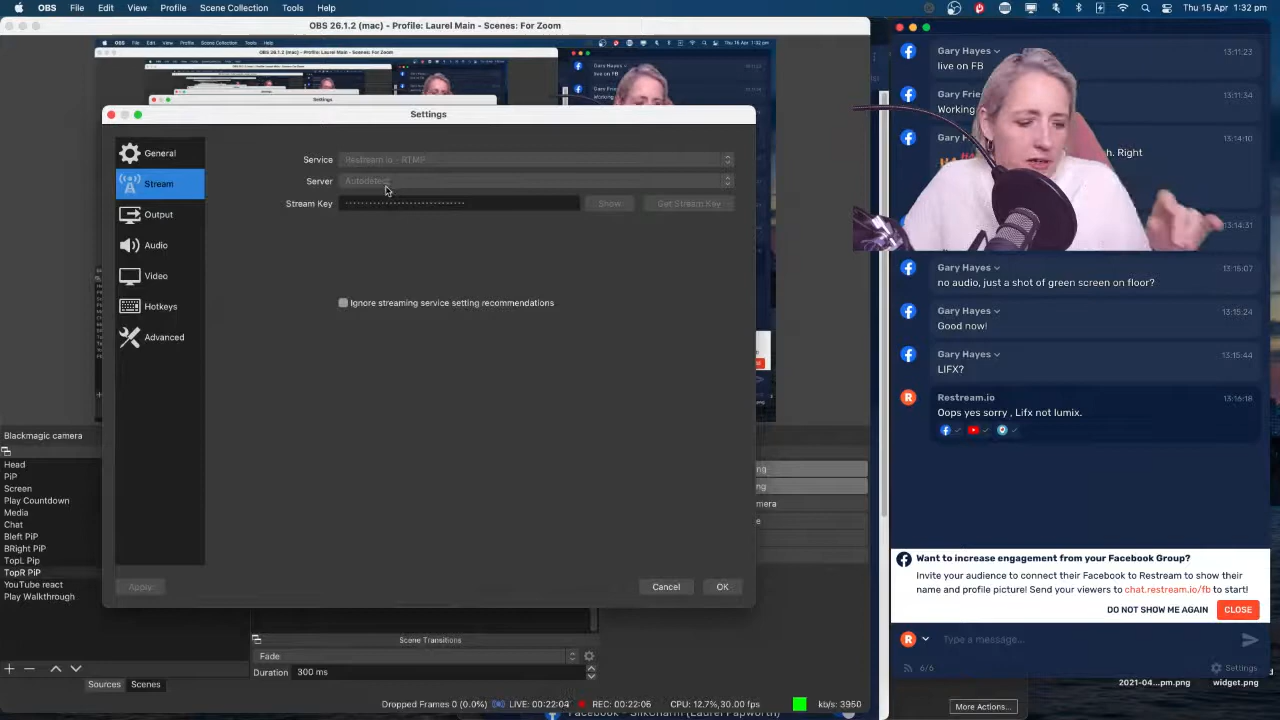 OBS File Edit View Profile Scene Collection Tools Help
OBS 26.1.2 (mac) - Profile: Laurel Main - Scenes: For Zoom
Settings
General
Stream
Output
Audio
Video
Hotkeys
Advanced
Service Restream.io - RTMP
Server Autodetect
Stream Key
Show
Get Stream Key
Ignore streaming service setting recommendations
Apply
Cancel
OK
Blackmagic camera
Head
PiP
Screen
Play Countdown
Media
Chat
Bleft PiP
BRight PiP
TopL Pip
TopR PiP
YouTube react
Play Walkthrough
Sources Scenes
Scene Transitions
Fade
Duration 300 ms
Dropped Frames 0 (0.0%) LIVE: 00:22:04 REC: 00:22:06 CPU: 12.7%, 30.00 fps kb/s: 3950
Gary Hayes 13:11:23
live on FB
13:11:34
Working
13:14:10
h. Right
13:14:31
Gary Hayes 13:15:07
no audio, just a shot of green screen on floor?
Gary Hayes 13:15:24
Good now!
Gary Hayes 13:15:44
LIFX?
Restream.io 13:16:18
Oops yes sorry , Lifx not lumix.
Want to increase engagement from your Facebook Group?
Invite your audience to connect their Facebook to Restream to show their
name and profile picture! Send your viewers to chat.restream.io/fb to start!
DO NOT SHOW ME AGAIN CLOSE
Type a message...
6/6 Settings
2021-04...pm.png widget.png
More Actions...